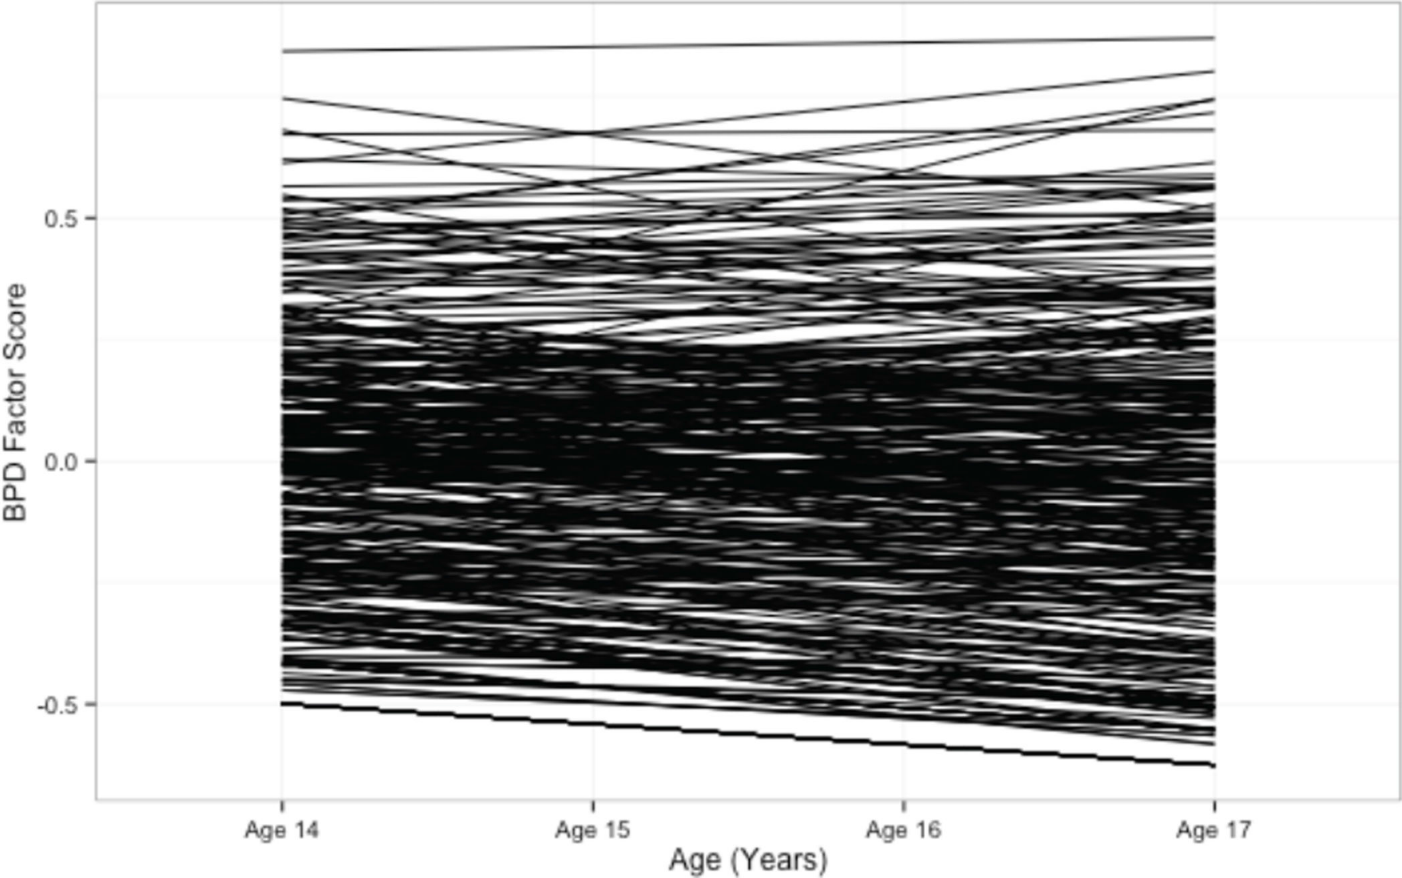 BPD Factor Score
0.5
0.0
-0.5
Age 14
Age 15
Age 16
Age 17
Age (Years)